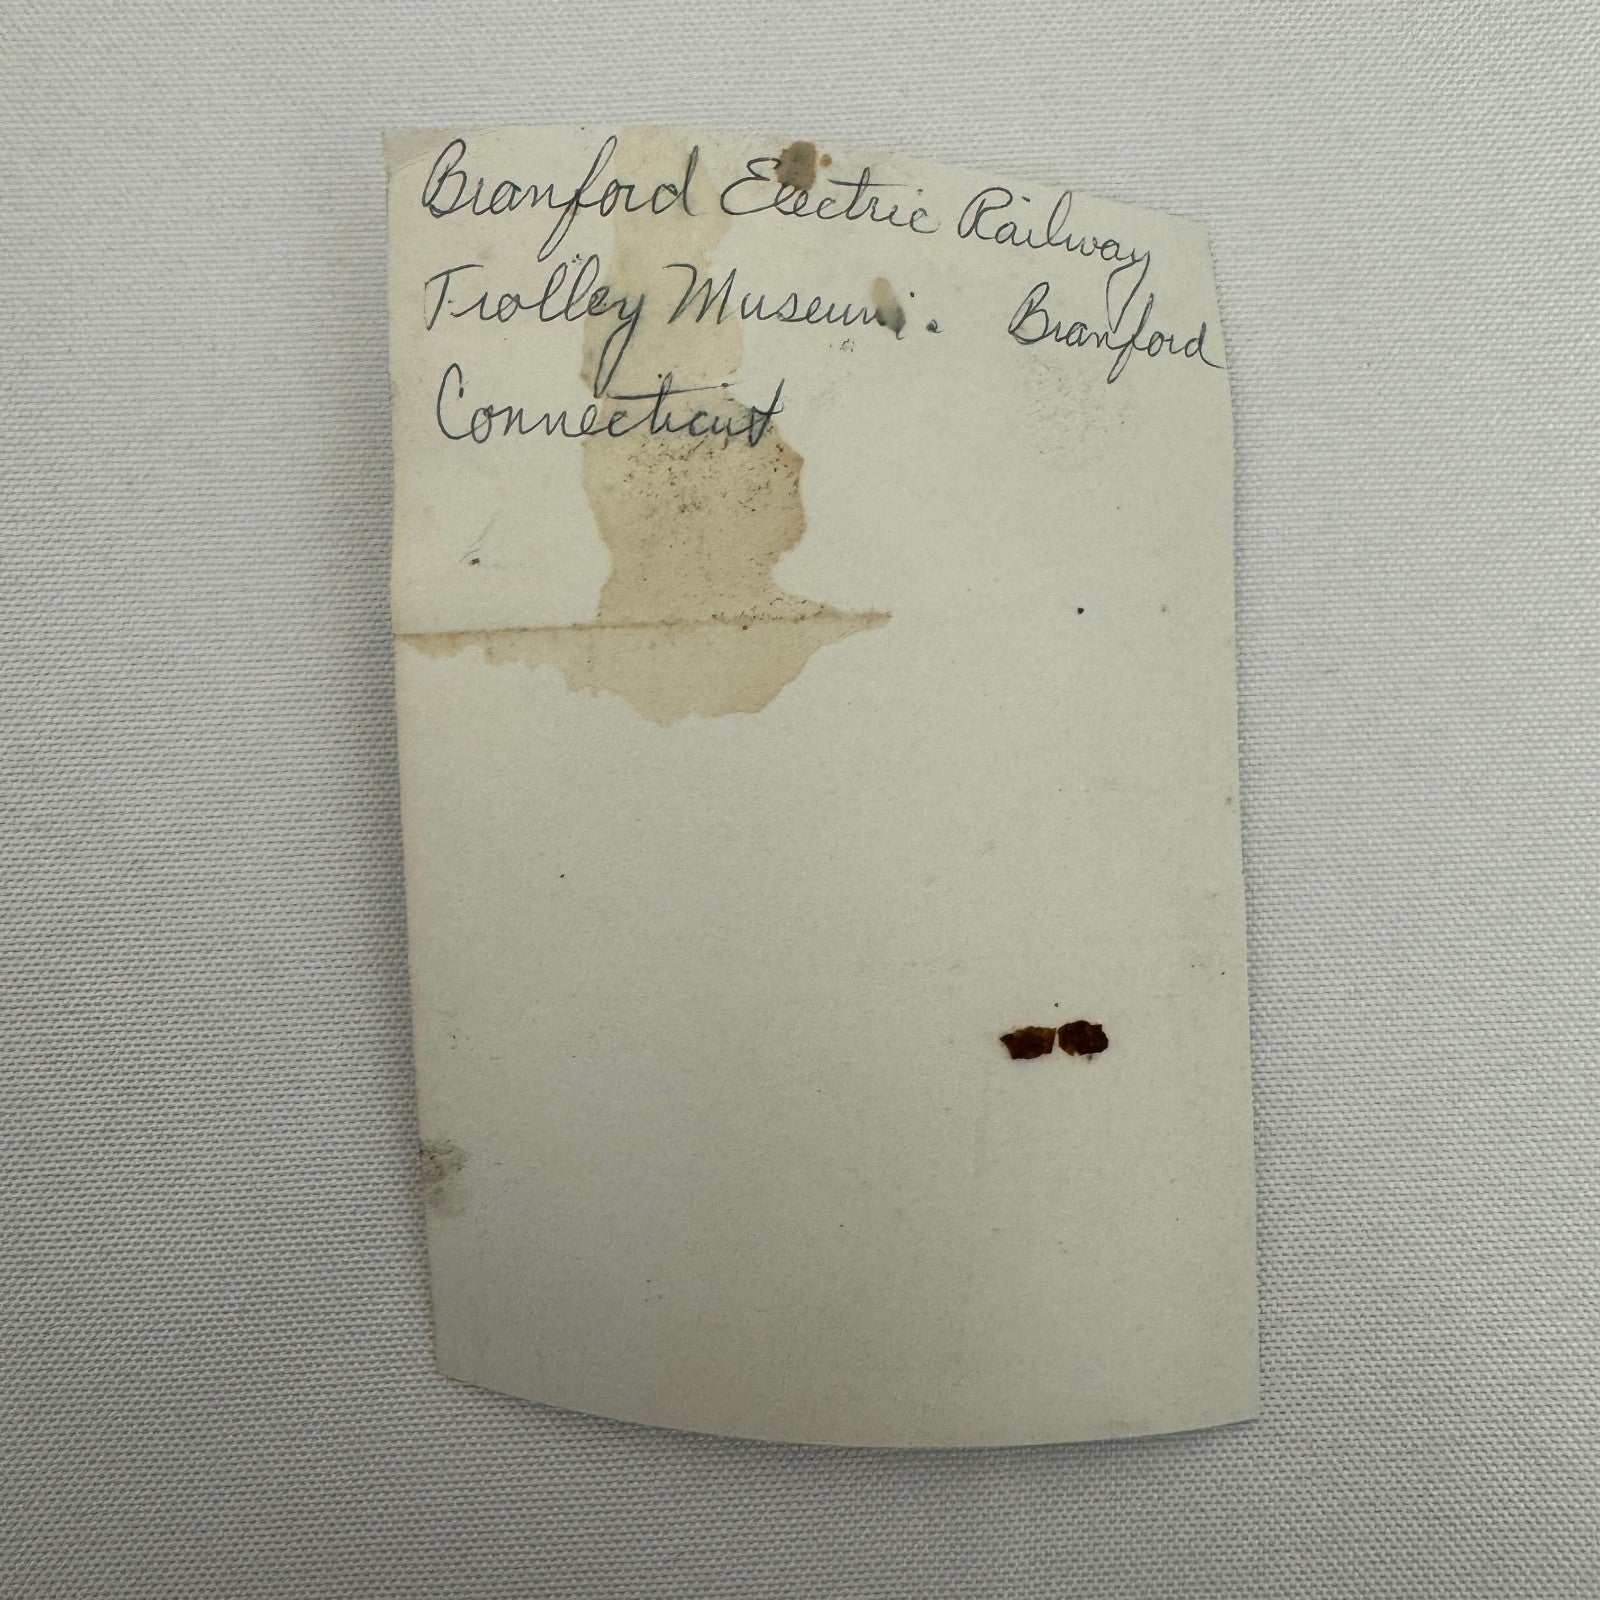 Branford Electric Railway
Trolley Museum. Branford
Connecticut